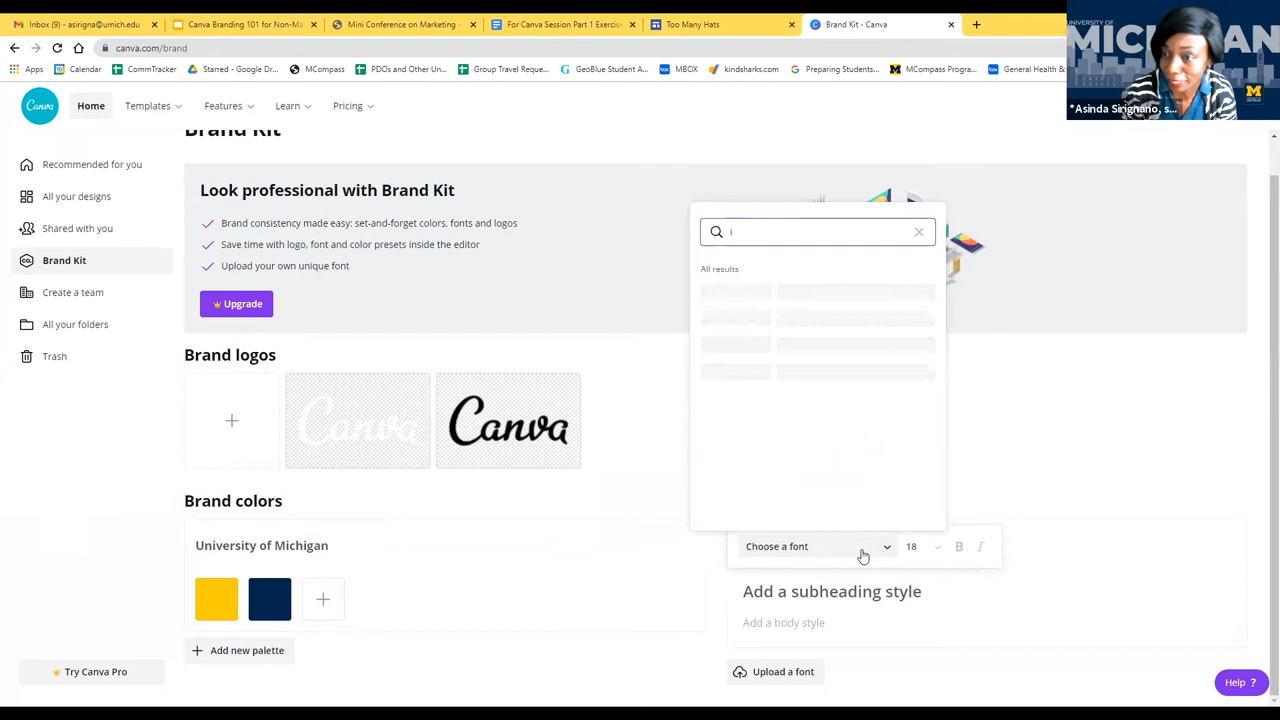 Inbox (9) - asirigna@umich.edu
Canva Branding 101 for Non-Ma
Mini Conference on Marketing -
For Canva Session Part 1 Exercise
Too Many Hats
Brand Kit - Canva
canva.com/brand
Apps
Calendar
CommTracker
Starred - Google Dr...
MCompass
PDOs and Other Un...
Group Travel Reque...
GeoBlue Student A...
MBOX
kindsharks.com
Preparing Students...
MCompass Progra...
General Health &
UNIVERSITY OF
MICHIGAN
*Asinda Sirignano, s...
Canva
Home
Templates
Features
Learn
Pricing
Brand Kit
Recommended for you
All your designs
Shared with you
Brand Kit
Create a team
All your folders
Trash
Try Canva Pro
Look professional with Brand Kit
Brand consistency made easy: set-and-forget colors, fonts and logos
Save time with logo, font and color presets inside the editor
Upload your own unique font
Upgrade
i
All results
Brand logos
Canva
Canva
Brand colors
University of Michigan
Add new palette
Choose a font
18
B
I
Add a subheading style
Add a body style
Upload a font
Help ?